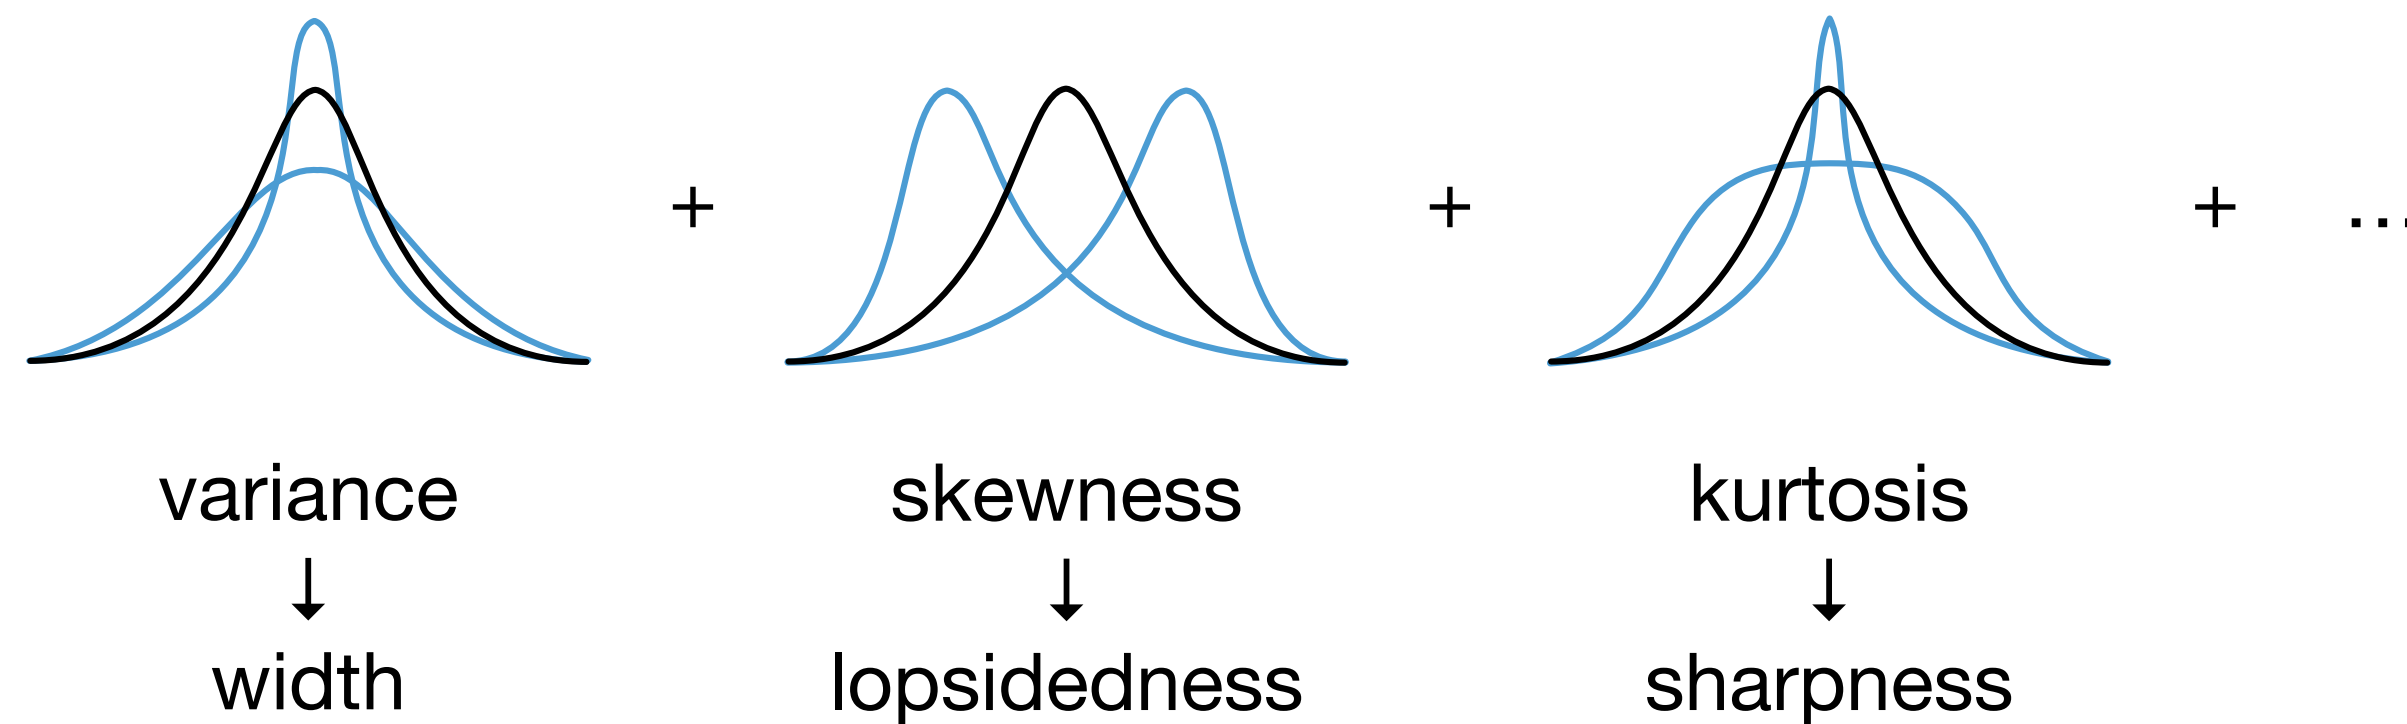 + + + ...
variance skewness kurtosis
↓ ↓ ↓
width lopsidedness sharpness